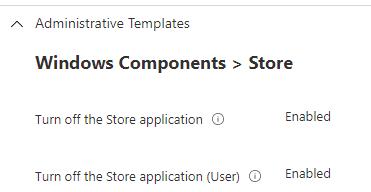 Administrative Templates
Windows Components > Store
Turn off the Store application Enabled
Turn off the Store application (User) Enabled